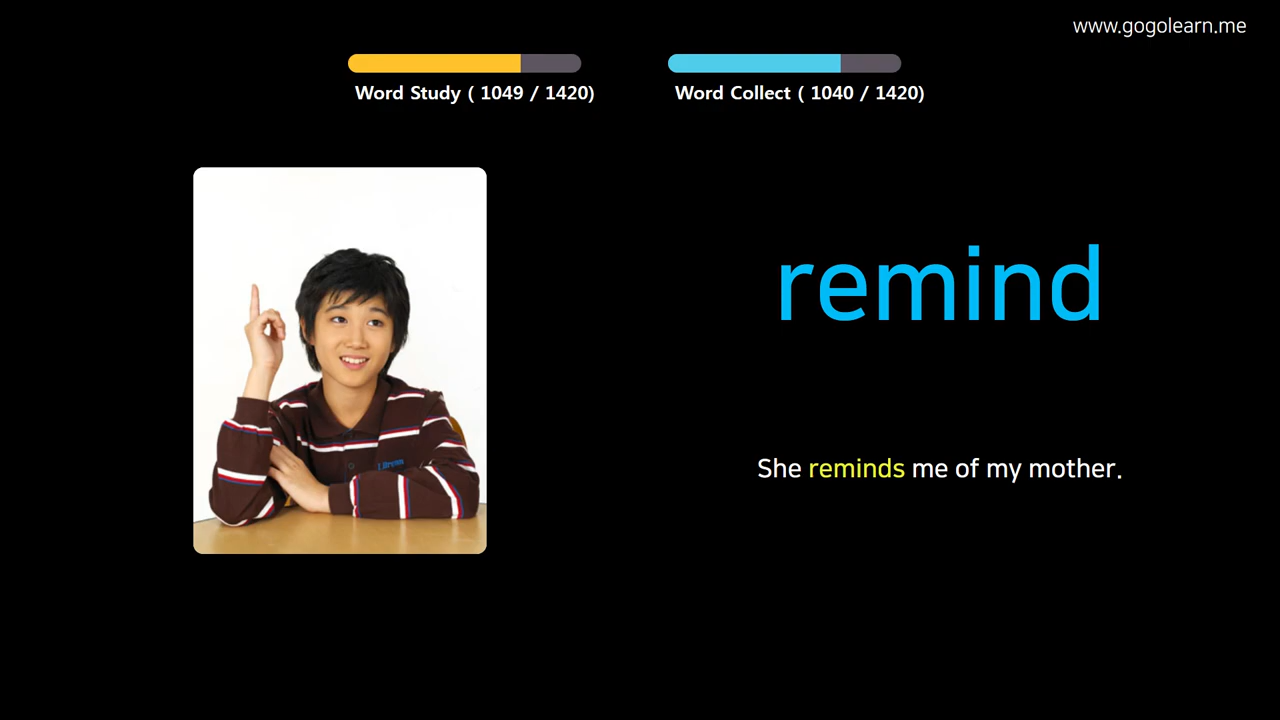 www.gogolearn.me
Word Study ( 1049 / 1420)
Word Collect ( 1040 / 1420)
remind
She reminds me of my mother.